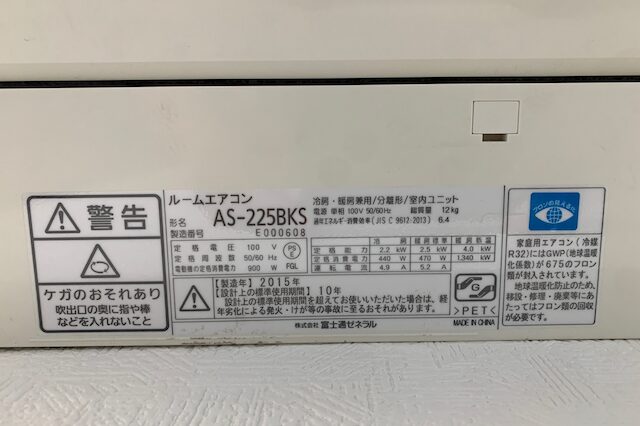 警告
ケガのおそれあり
吹出口の奥に指や棒
などを入れないこと
ルームエアコン
形名 AS-225BKS
製造番号 E000608
冷房・暖房兼用/分離形/室内ユニット
電源 単相 100V 50/60Hz 総質量 12kg
通年エネルギー消費効率(JIS C 9612:2013) 6.4
定格電圧 100 V
定格周波数 50/60 Hz
電動機の定格消費電力 900 W
PSE
FGL
冷房 暖房標準 暖房低温
定格能力 2.2 kW 2.5 kW 4.0 kW
定格消費電力 440 W 470 W 1,340 kW
運転電流 4.9 A 5.2 A
【製造年】2015年
【設計上の標準使用期間】10年
設計上の標準使用期間を超えてお使いいただいた場合は、経
年劣化による発火・けが等の事故に至るおそれがあります。
>PET<
株式会社 富士通ゼネラル
MADE IN CHINA
フロンの見える化
家庭用エアコン(冷媒
R32)にはGWP(地球温暖
化係数)が675のフロン
類が封入されています。
地球温暖化防止のため、
移設・修理・廃棄等にあ
たってはフロン類の回収
が必要です。